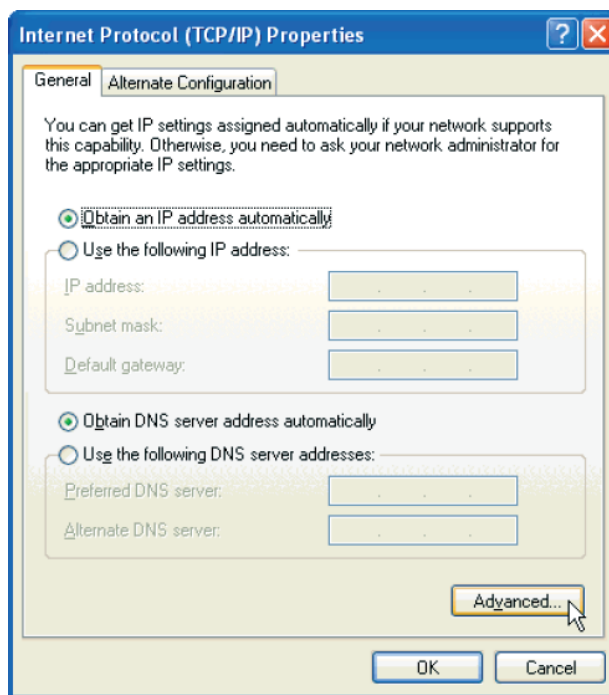 Internet Protocol (TCP/IP) Properties
General
Alternate Configuration
You can get IP settings assigned automatically if your network supports
this capability. Otherwise, you need to ask your network administrator for
the appropriate IP settings.
Obtain an IP address automatically
Use the following IP address:
IP address:
Subnet mask:
Default gateway:
Obtain DNS server address automatically
Use the following DNS server addresses:
Preferred DNS server:
Alternate DNS server:
Advanced...
OK
Cancel